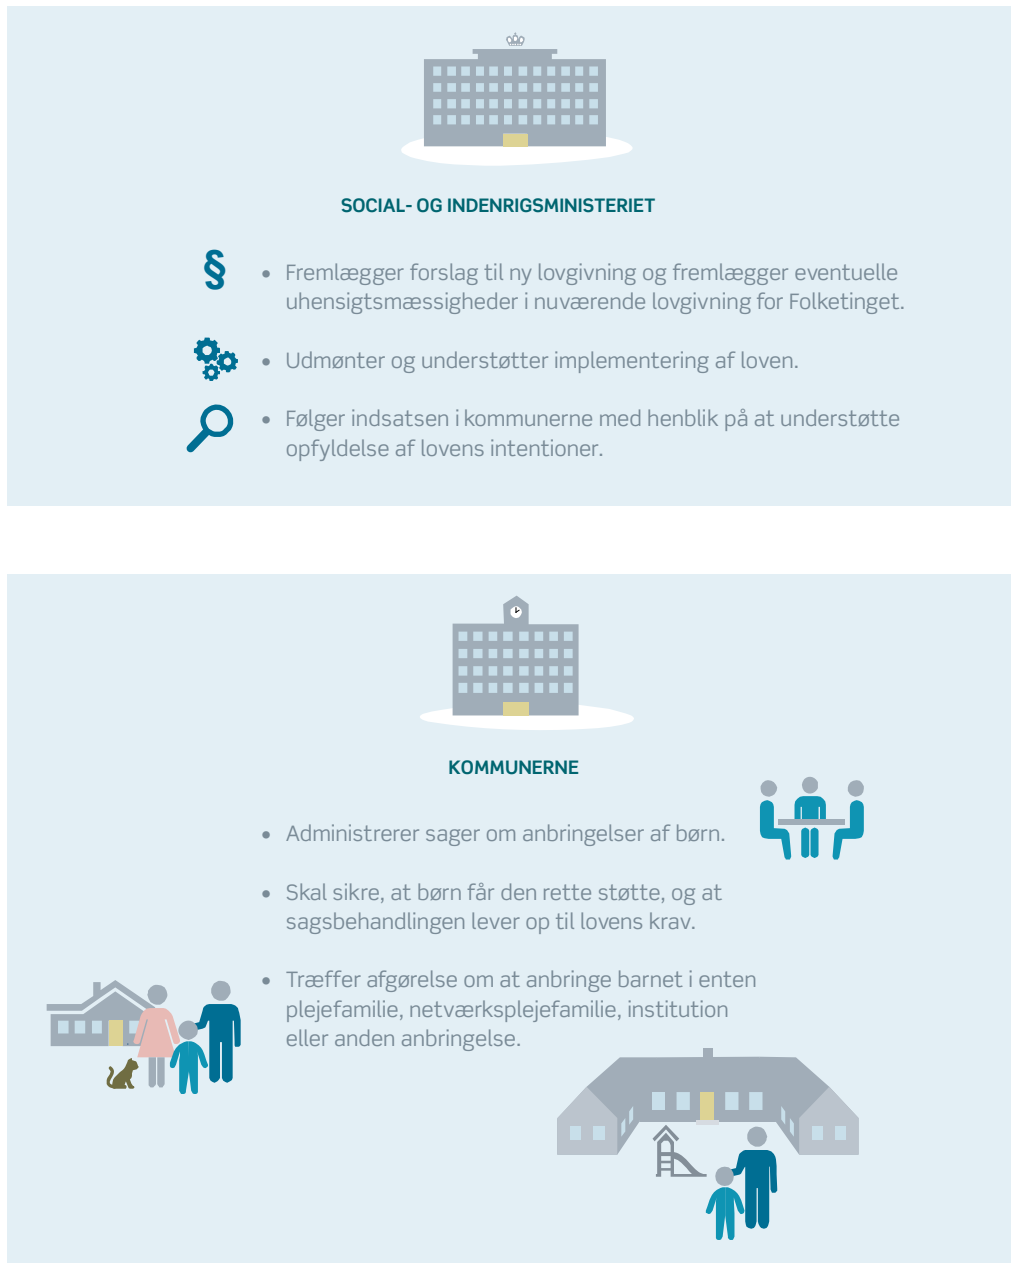 SOCIAL- OG INDENRIGSMINISTERIET
§
• Fremlægger forslag til ny lovgivning og fremlægger eventuelle
uhensigtsmæssigheder i nuværende lovgivning for Folketinget.
• Udmønter og understøtter implementering af loven.
• Følger indsatsen i kommunerne med henblik på at understøtte
opfyldelse af lovens intentioner.
KOMMUNERNE
• Administrerer sager om anbringelser af børn.
• Skal sikre, at børn får den rette støtte, og at
sagsbehandlingen lever op til lovens krav.
• Træffer afgørelse om at anbringe barnet i enten
plejefamilie, netværksplejefamilie, institution
eller anden anbringelse.